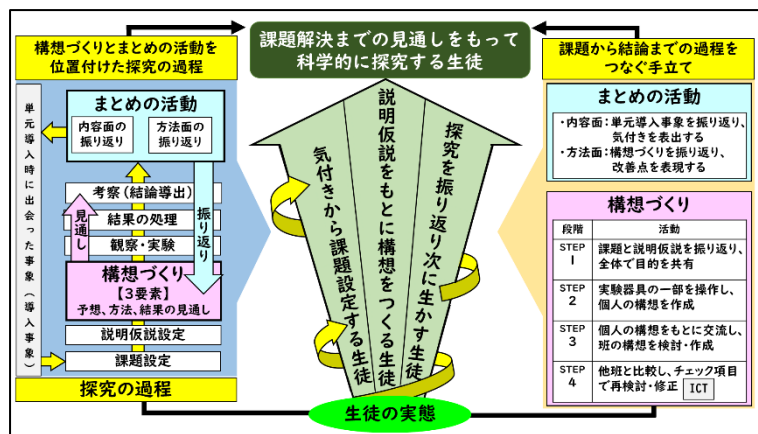 構想づくりとまとめの活動を
位置付けた探究の過程
課題解決までの見通しをもって
科学的に探究する生徒
課題から結論までの過程を
つなぐ手立て
単元導入時に出会った事象(導入事象)
まとめの活動
内容面の
振り返り
方法面の
振り返り
考察(結論導出)
結果の処理
観察・実験
見通し
振り返り
構想づくり
【3要素】
予想、方法、結果の見通し
説明仮説設定
課題設定
探究の過程
気付きから課題設定する生徒
説明仮説をもとに構想をつくる生徒
探究を振り返り次に生かす生徒
生徒の実態
まとめの活動
・内容面:単元導入事象を振り返り、
気付きを表出する
・方法面:構想づくりを振り返り、
改善点を表現する
構想づくり
段階 活動
STEP 1 課題と説明仮説を振り返り、
全体で目的を共有
STEP 2 実験器具の一部を操作し、
個人の構想を作成
STEP 3 個人の構想をもとに交流し、
班の構想を検討・作成
STEP 4 他班と比較し、チェック項目
で再検討・修正 ICT